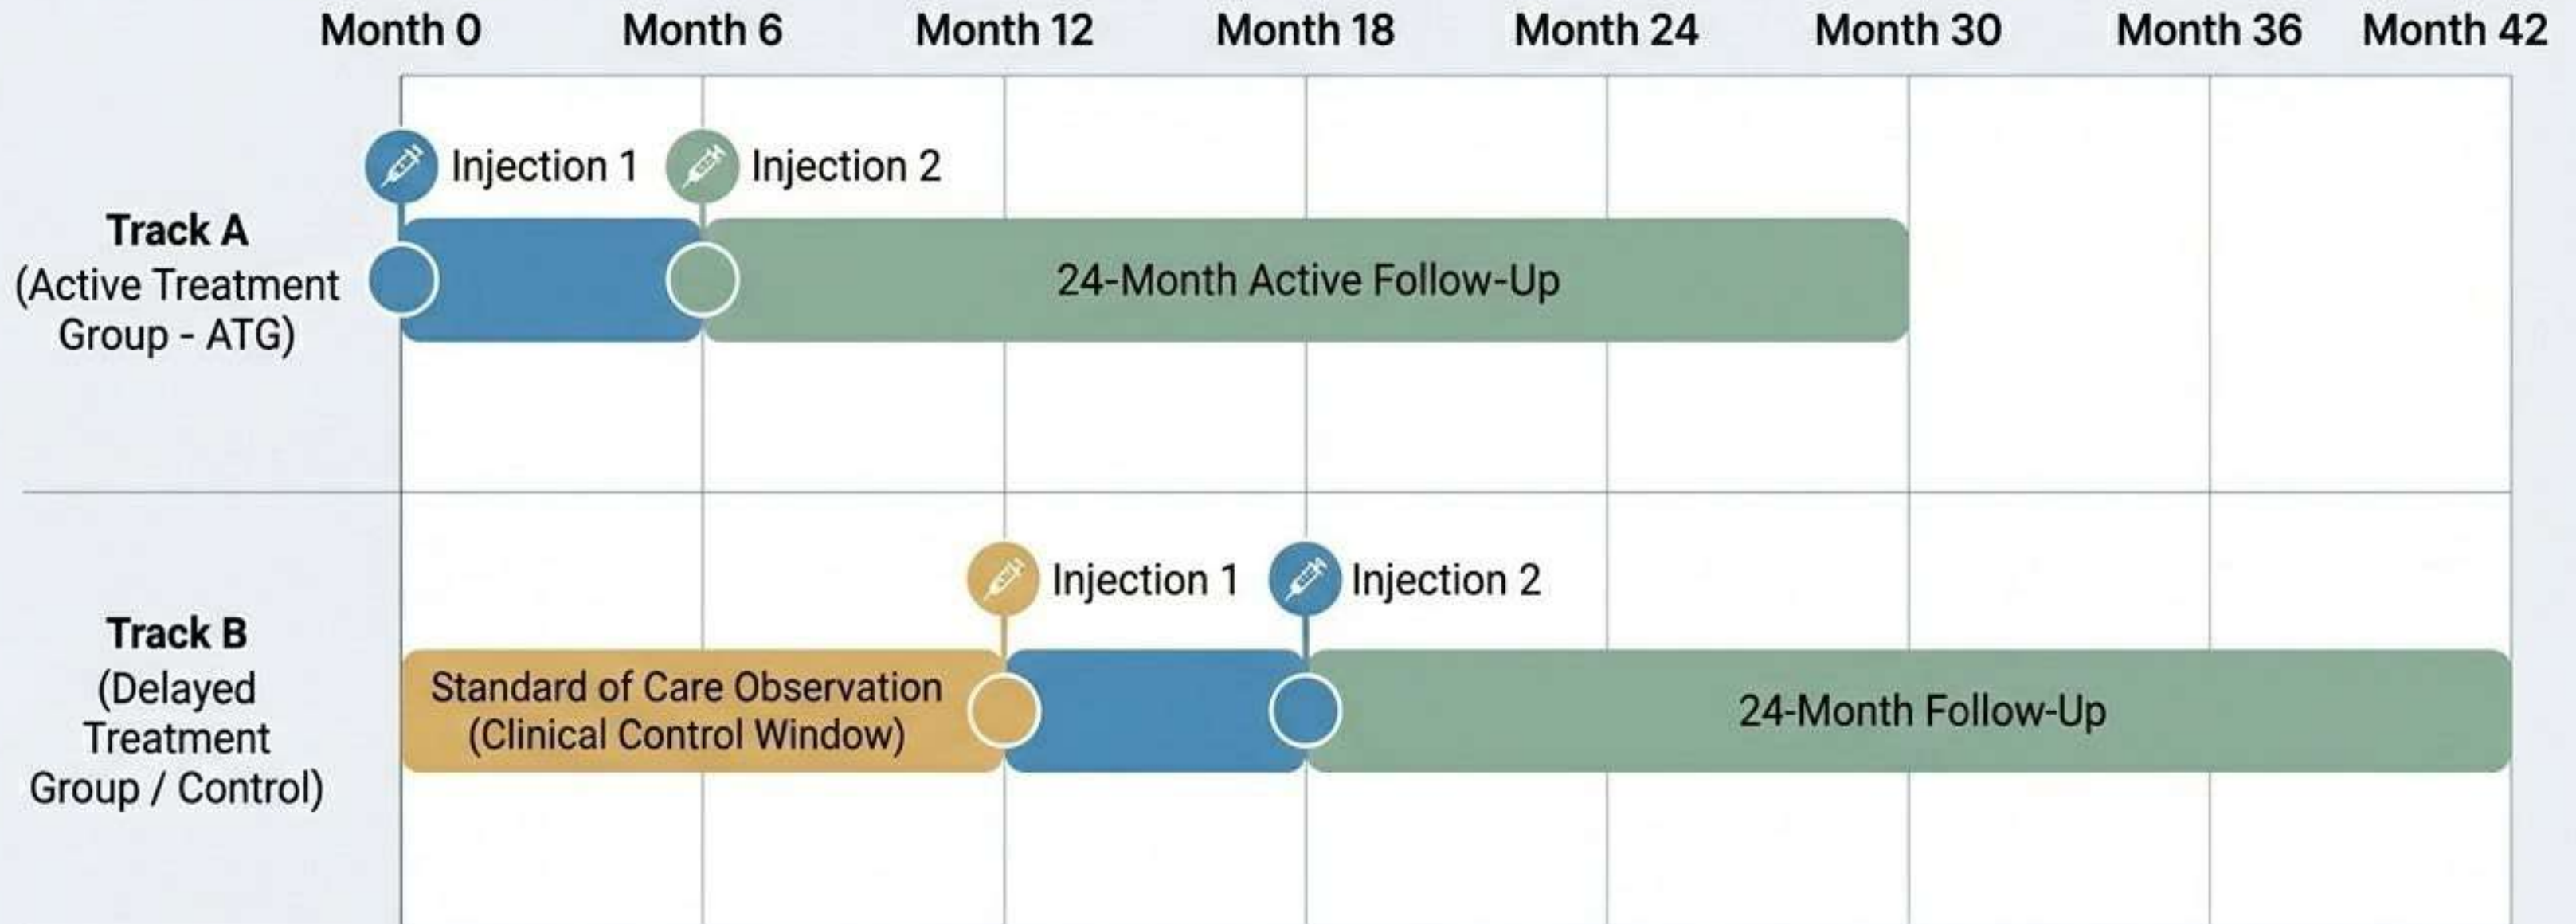 Month 0 Month 6 Month 12 Month 18 Month 24 Month 30 Month 36 Month 42
Injection 1 Injection 2
Track A
(Active Treatment
Group - ATG)
24-Month Active Follow-Up
Injection 1 Injection 2
Track B
(Delayed
Treatment
Group / Control)
Standard of Care Observation
(Clinical Control Window)
24-Month Follow-Up